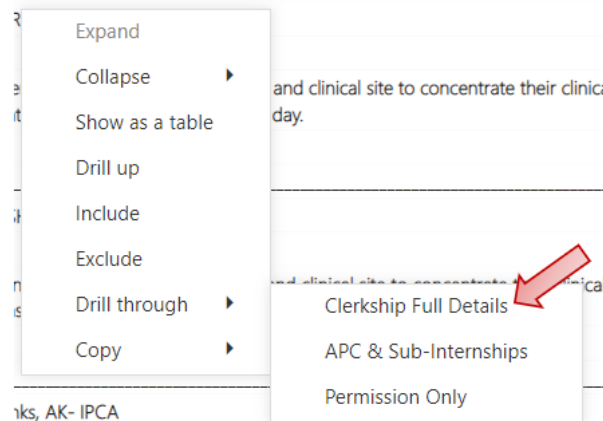 Expand
Collapse
and clinical site to concentrate their clinica
Show as a table
day.
Drill up
Include
Exclude
Drill through
Clerkship Full Details
Copy
APC & Sub-Internships
Permission Only
nks, AK- IPCA